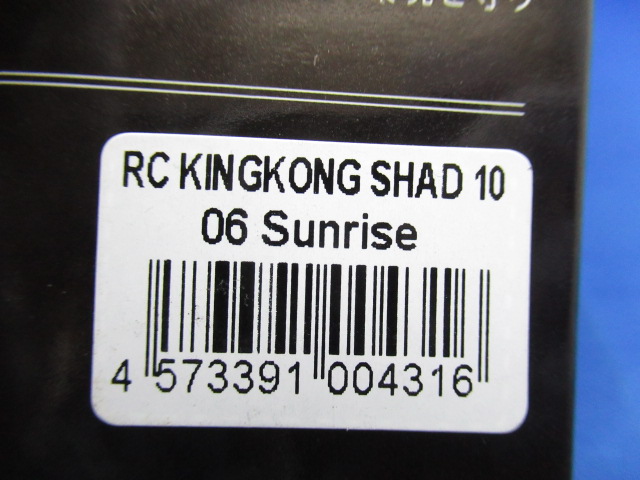 RC KINGKONG SHAD 10
06 Sunrise
4 573391 004316